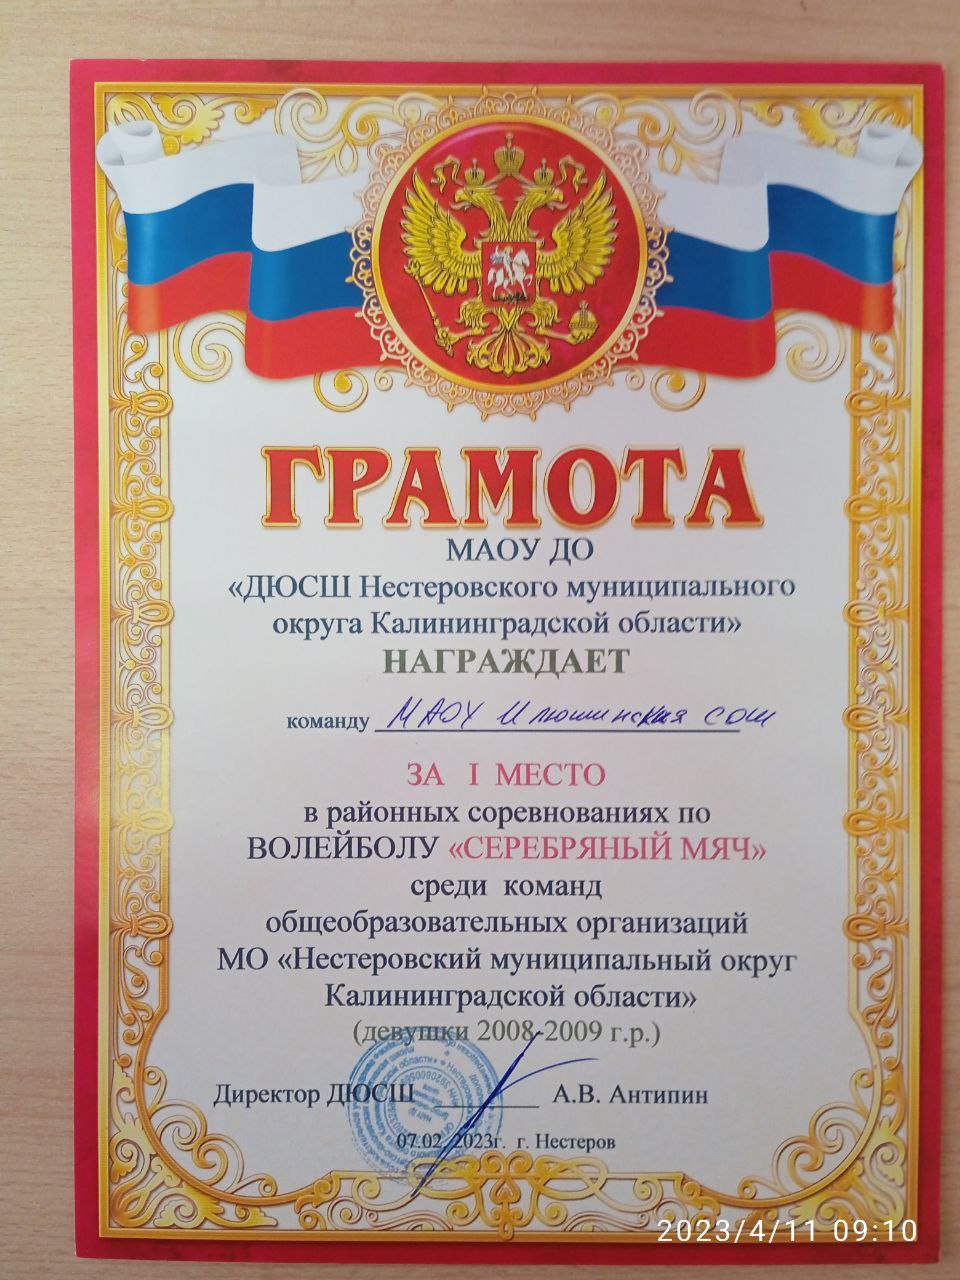 ГРАМОТА
МАОУ ДО
«ДЮСШ Нестеровского муниципального
округа Калининградской области»
НАГРАЖДАЕТ
команду МАОУ Илюшинская сош
ЗА I МЕСТО
в районных соревнованиях по
ВОЛЕЙБОЛУ «СЕРЕБРЯНЫЙ МЯЧ»
среди команд
общеобразовательных организаций
МО «Нестеровский муниципальный округ
Калининградской области»
(девушки 2008-2009 г.р.)
Директор ДЮСШ А.В. Антипин
07.02 2023г. г. Нестеров
2023/4/11 09:10